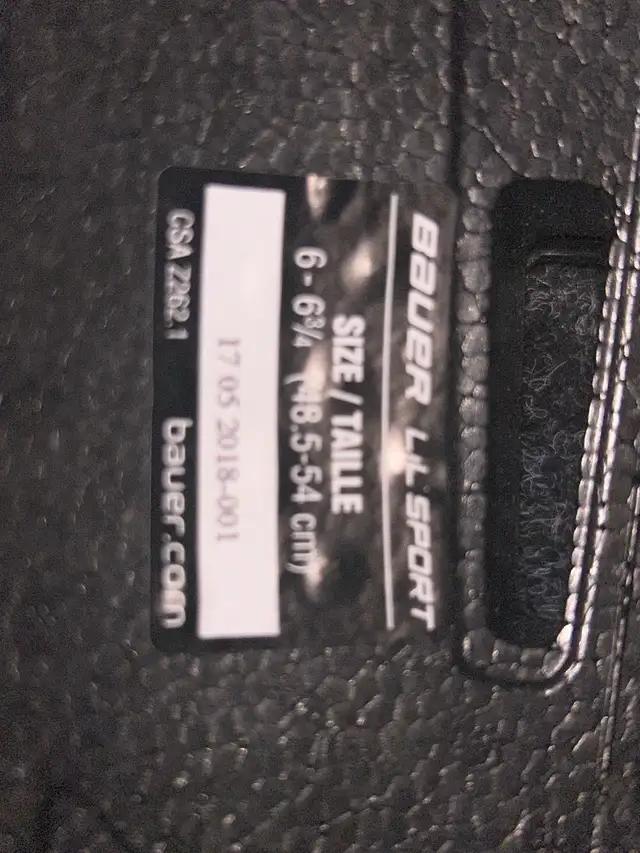 BAUER LIL SPORT
SIZE / TAILLE
6 - 6¾ (48.5-54 cm)
17 05 2018-001
CSA Z262.1 bauer.com